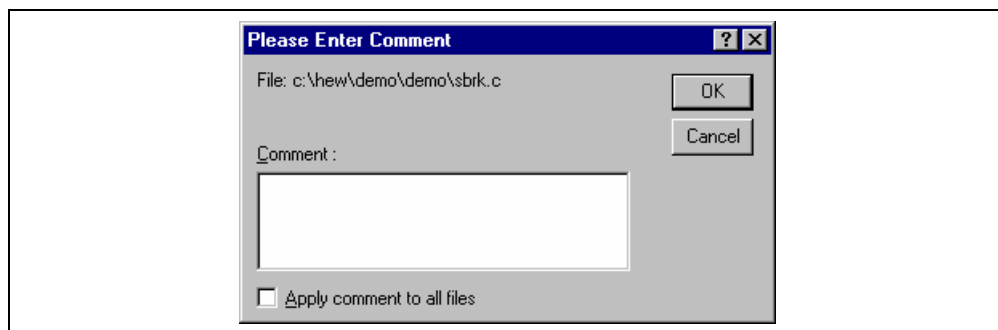 Please Enter Comment
File: c:\hew\demo\demo\sbrk.c
OK
Cancel
Comment :
Apply comment to all files